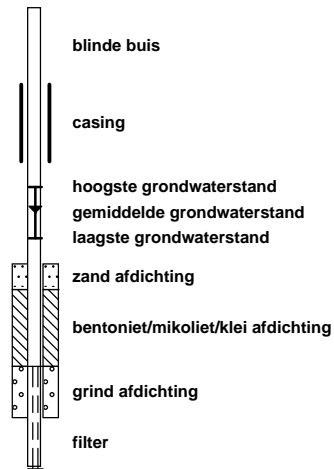 blinde buis
casing
hoogste grondwaterstand
gemiddelde grondwaterstand
laagste grondwaterstand
zand afdichting
bentoniet/mikoliet/klei afdichting
grind afdichting
filter